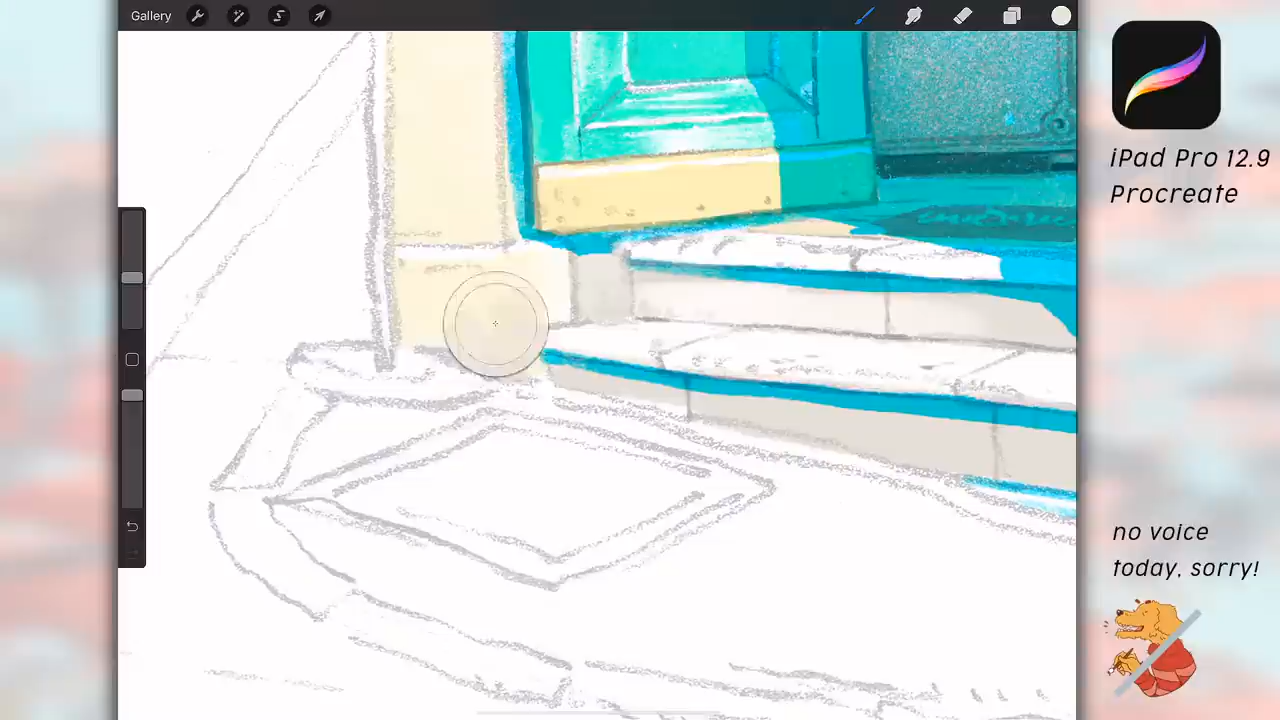 Gallery
iPad Pro 12.9
Procreate
no voice
today, sorry!